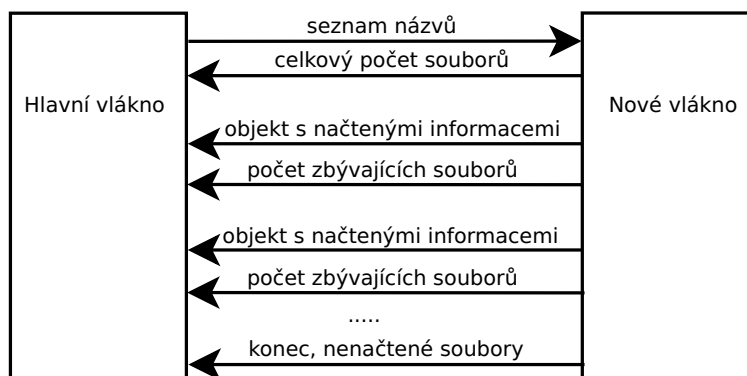 seznam názvů
celkový počet souborů
Hlavní vlákno
Nové vlákno
objekt s načtenými informacemi
počet zbývajících souborů
objekt s načtenými informacemi
počet zbývajících souborů
.....
konec, nenačtené soubory